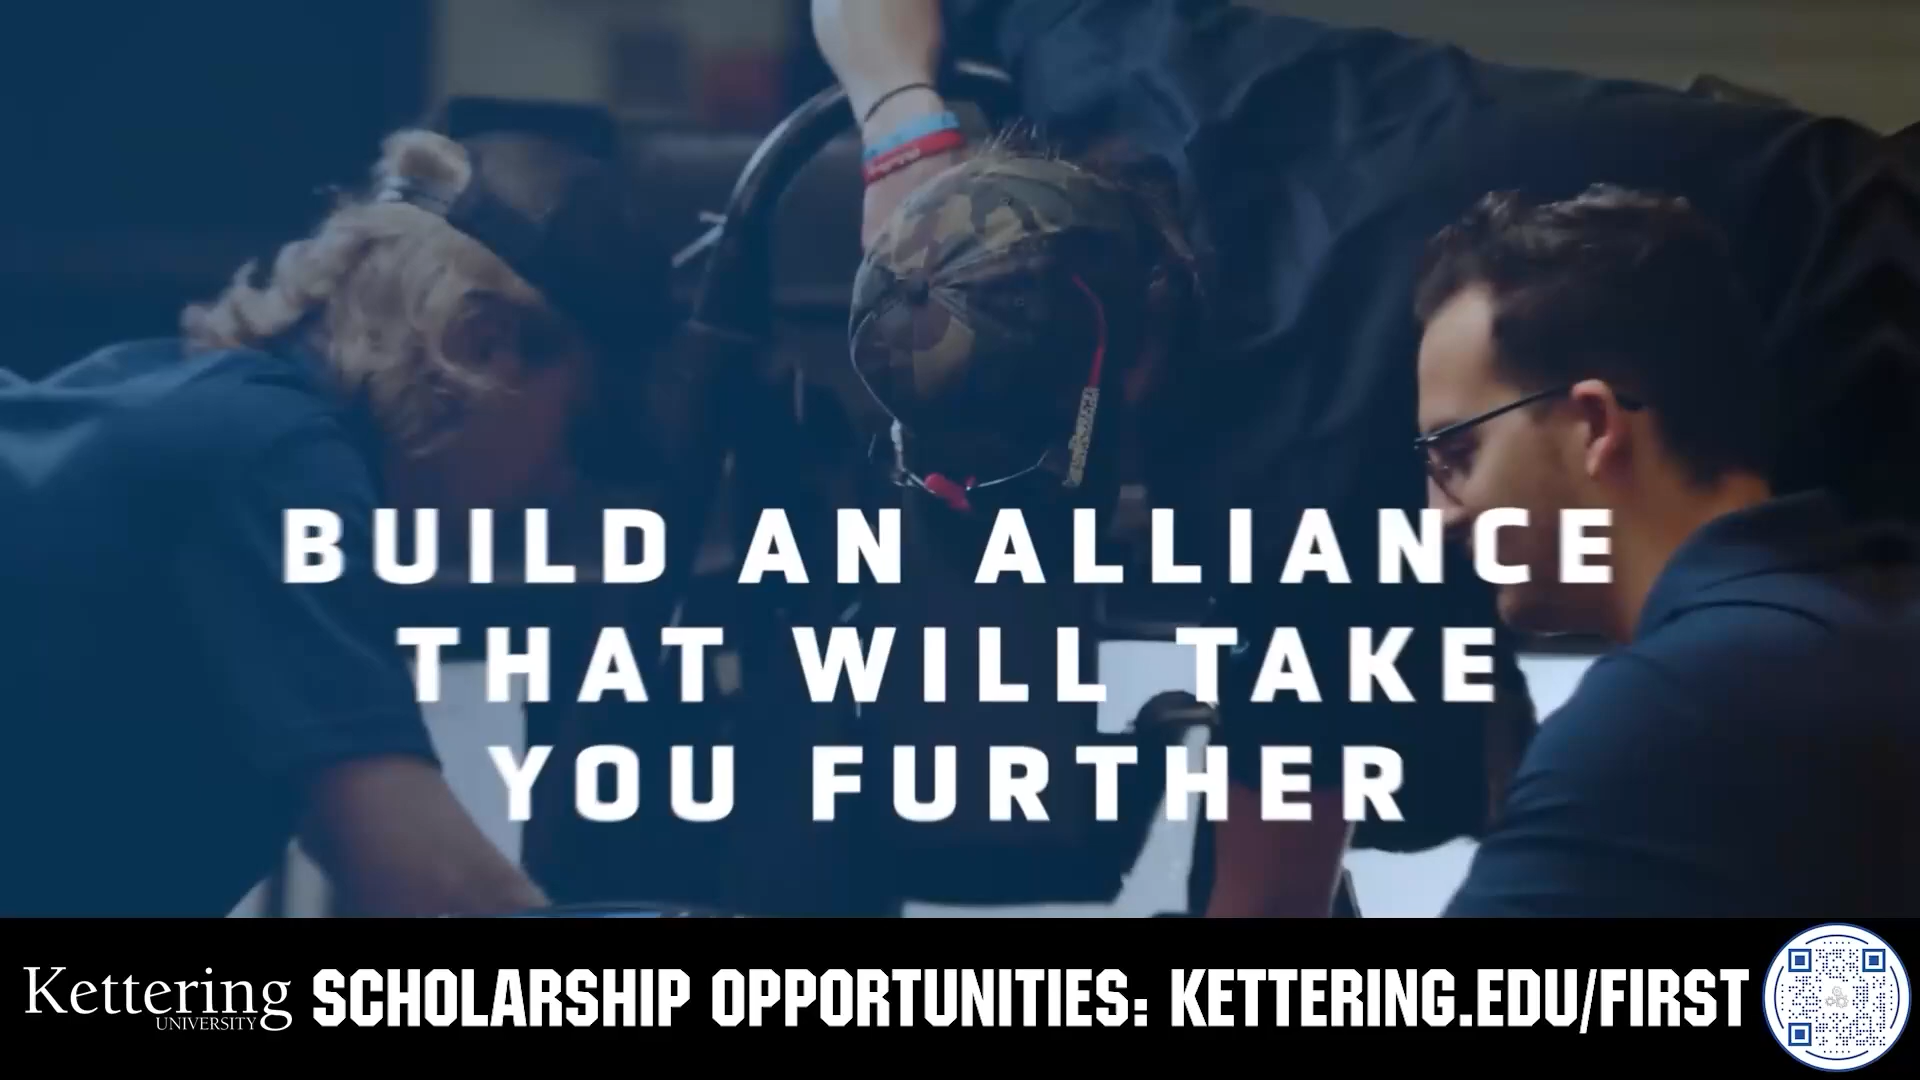 BUILD AN ALLIANCE
THAT WILL TAKE
YOU FURTHER
Kettering
UNIVERSITY
SCHOLARSHIP OPPORTUNITIES: KETTERING.EDU/FIRST